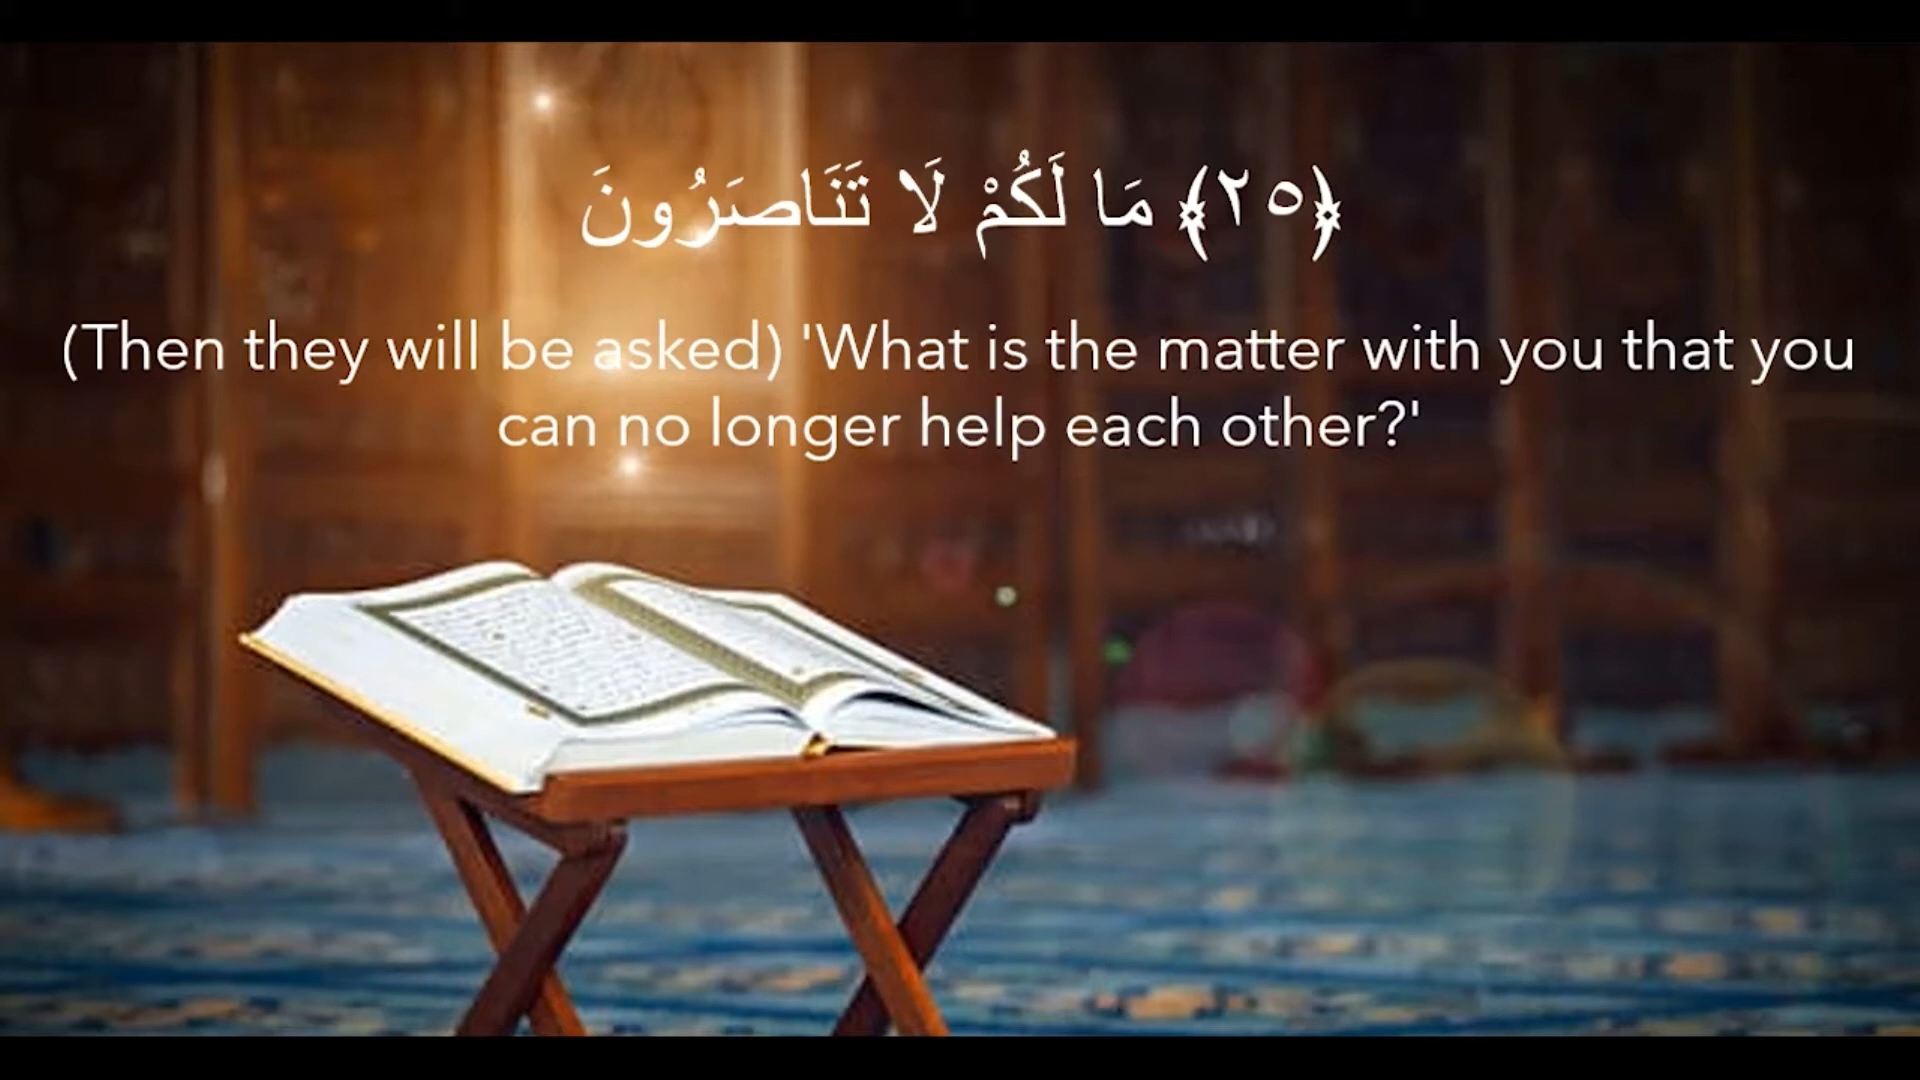 ﴿٢٥﴾ مَا لَكُمْ لَا تَنَاصَرُونَ
(Then they will be asked) 'What is the matter with you that you
can no longer help each other?'